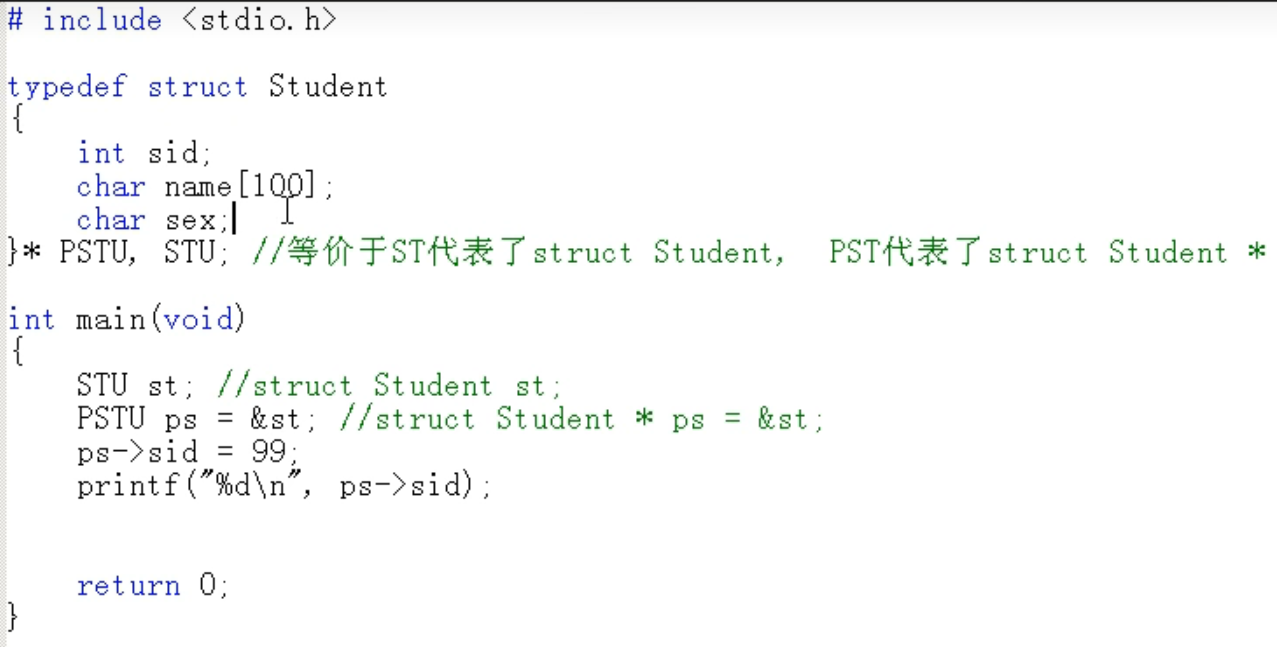 # include <stdio.h>
typedef struct Student
{
    int sid;
    char name[100];
    char sex;
}* PSTU, STU; //等价于ST代表了struct Student, PST代表了struct Student *
int main(void)
{
    STU st; //struct Student st;
    PSTU ps = &st; //struct Student * ps = &st;
    ps->sid = 99;
    printf("%d\n", ps->sid);
    return 0;
}